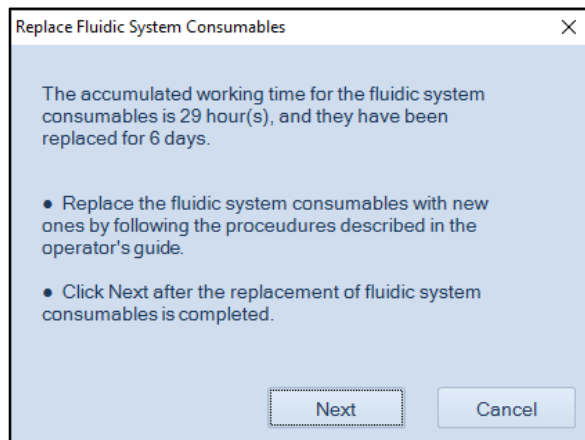 Replace Fluidic System Consumables
The accumulated working time for the fluidic system
consumables is 29 hour(s), and they have been
replaced for 6 days.
● Replace the fluidic system consumables with new
ones by following the proceudures described in the
operator's guide.
● Click Next after the replacement of fluidic system
consumables is completed.
Next
Cancel